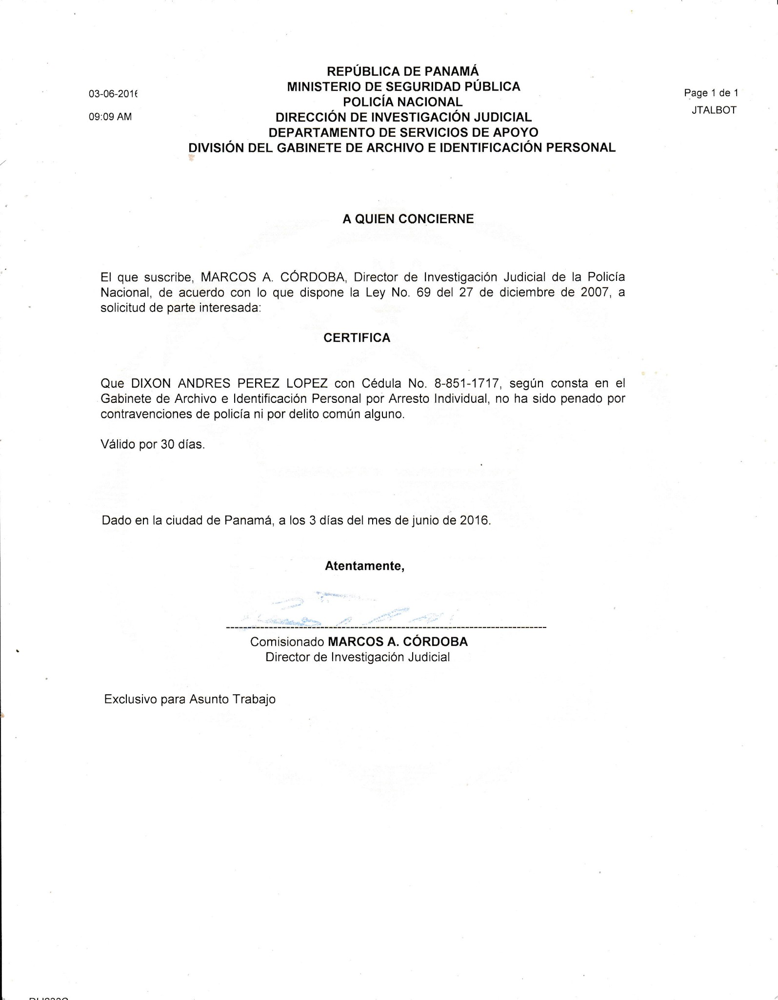 REPÚBLICA DE PANAMÁ
MINISTERIO DE SEGURIDAD PÚBLICA
03-06-2016
Page 1 de 1
POLICÍA NACIONAL
JTALBOT
09:09 AM
DIRECCIÓN DE INVESTIGACIÓN JUDICIAL
DEPARTAMENTO DE SERVICIOS DE APOYO
DIVISIÓN DEL GABINETE DE ARCHIVO E IDENTIFICACIÓN PERSONAL
A QUIEN CONCIERNE
El que suscribe, MARCOS A. CÓRDOBA, Director de Investigación Judicial de la Policía
Nacional, de acuerdo con lo que dispone la Ley No. 69 del 27 de diciembre de 2007, a
solicitud de parte interesada:
CERTIFICA
Que DIXON ANDRES PEREZ LOPEZ con Cédula No. 8-851-1717, según consta en el
Gabinete de Archivo e Identificación Personal por Arresto Individual, no ha sido penado por
contravenciones de policía ni por delito común alguno.
Válido por 30 días.
Dado en la ciudad de Panamá, a los 3 días del mes de junio de 2016.
Atentamente,
Comisionado MARCOS A. CÓRDOBA
Director de Investigación Judicial
Exclusivo para Asunto Trabajo